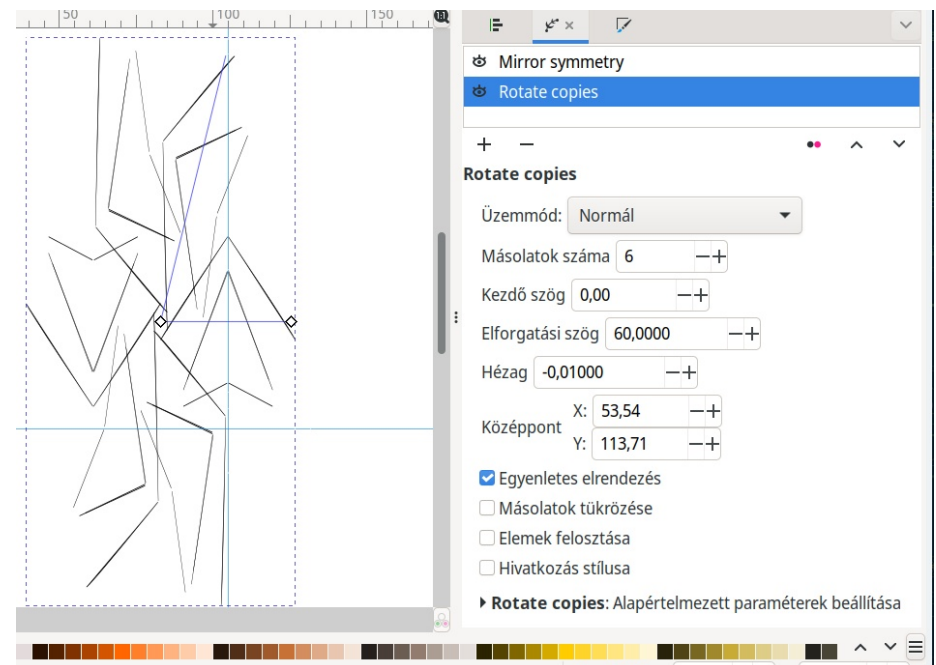 50 100 150
1:1
Mirror symmetry
Rotate copies
Rotate copies
Üzemmód: Normál
Másolatok száma 6
Kezdő szög 0,00
Elforgatási szög 60,0000
Hézag -0,01000
Középpont X: 53,54
Y: 113,71
Egyenletes elrendezés
Másolatok tükrözése
Elemek felosztása
Hivatkozás stílusa
Rotate copies: Alapértelmezett paraméterek beállítása